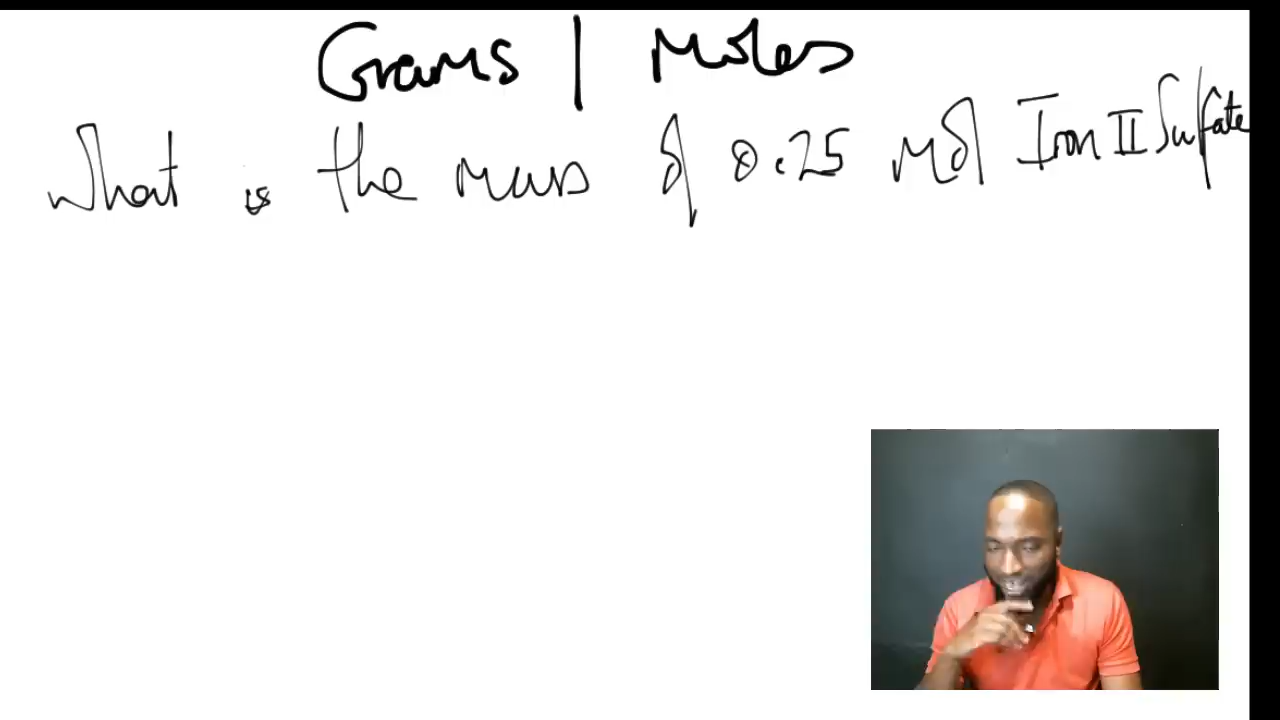 Grams | Moles
What is the mass of 0.25 mol Iron II Sulfate